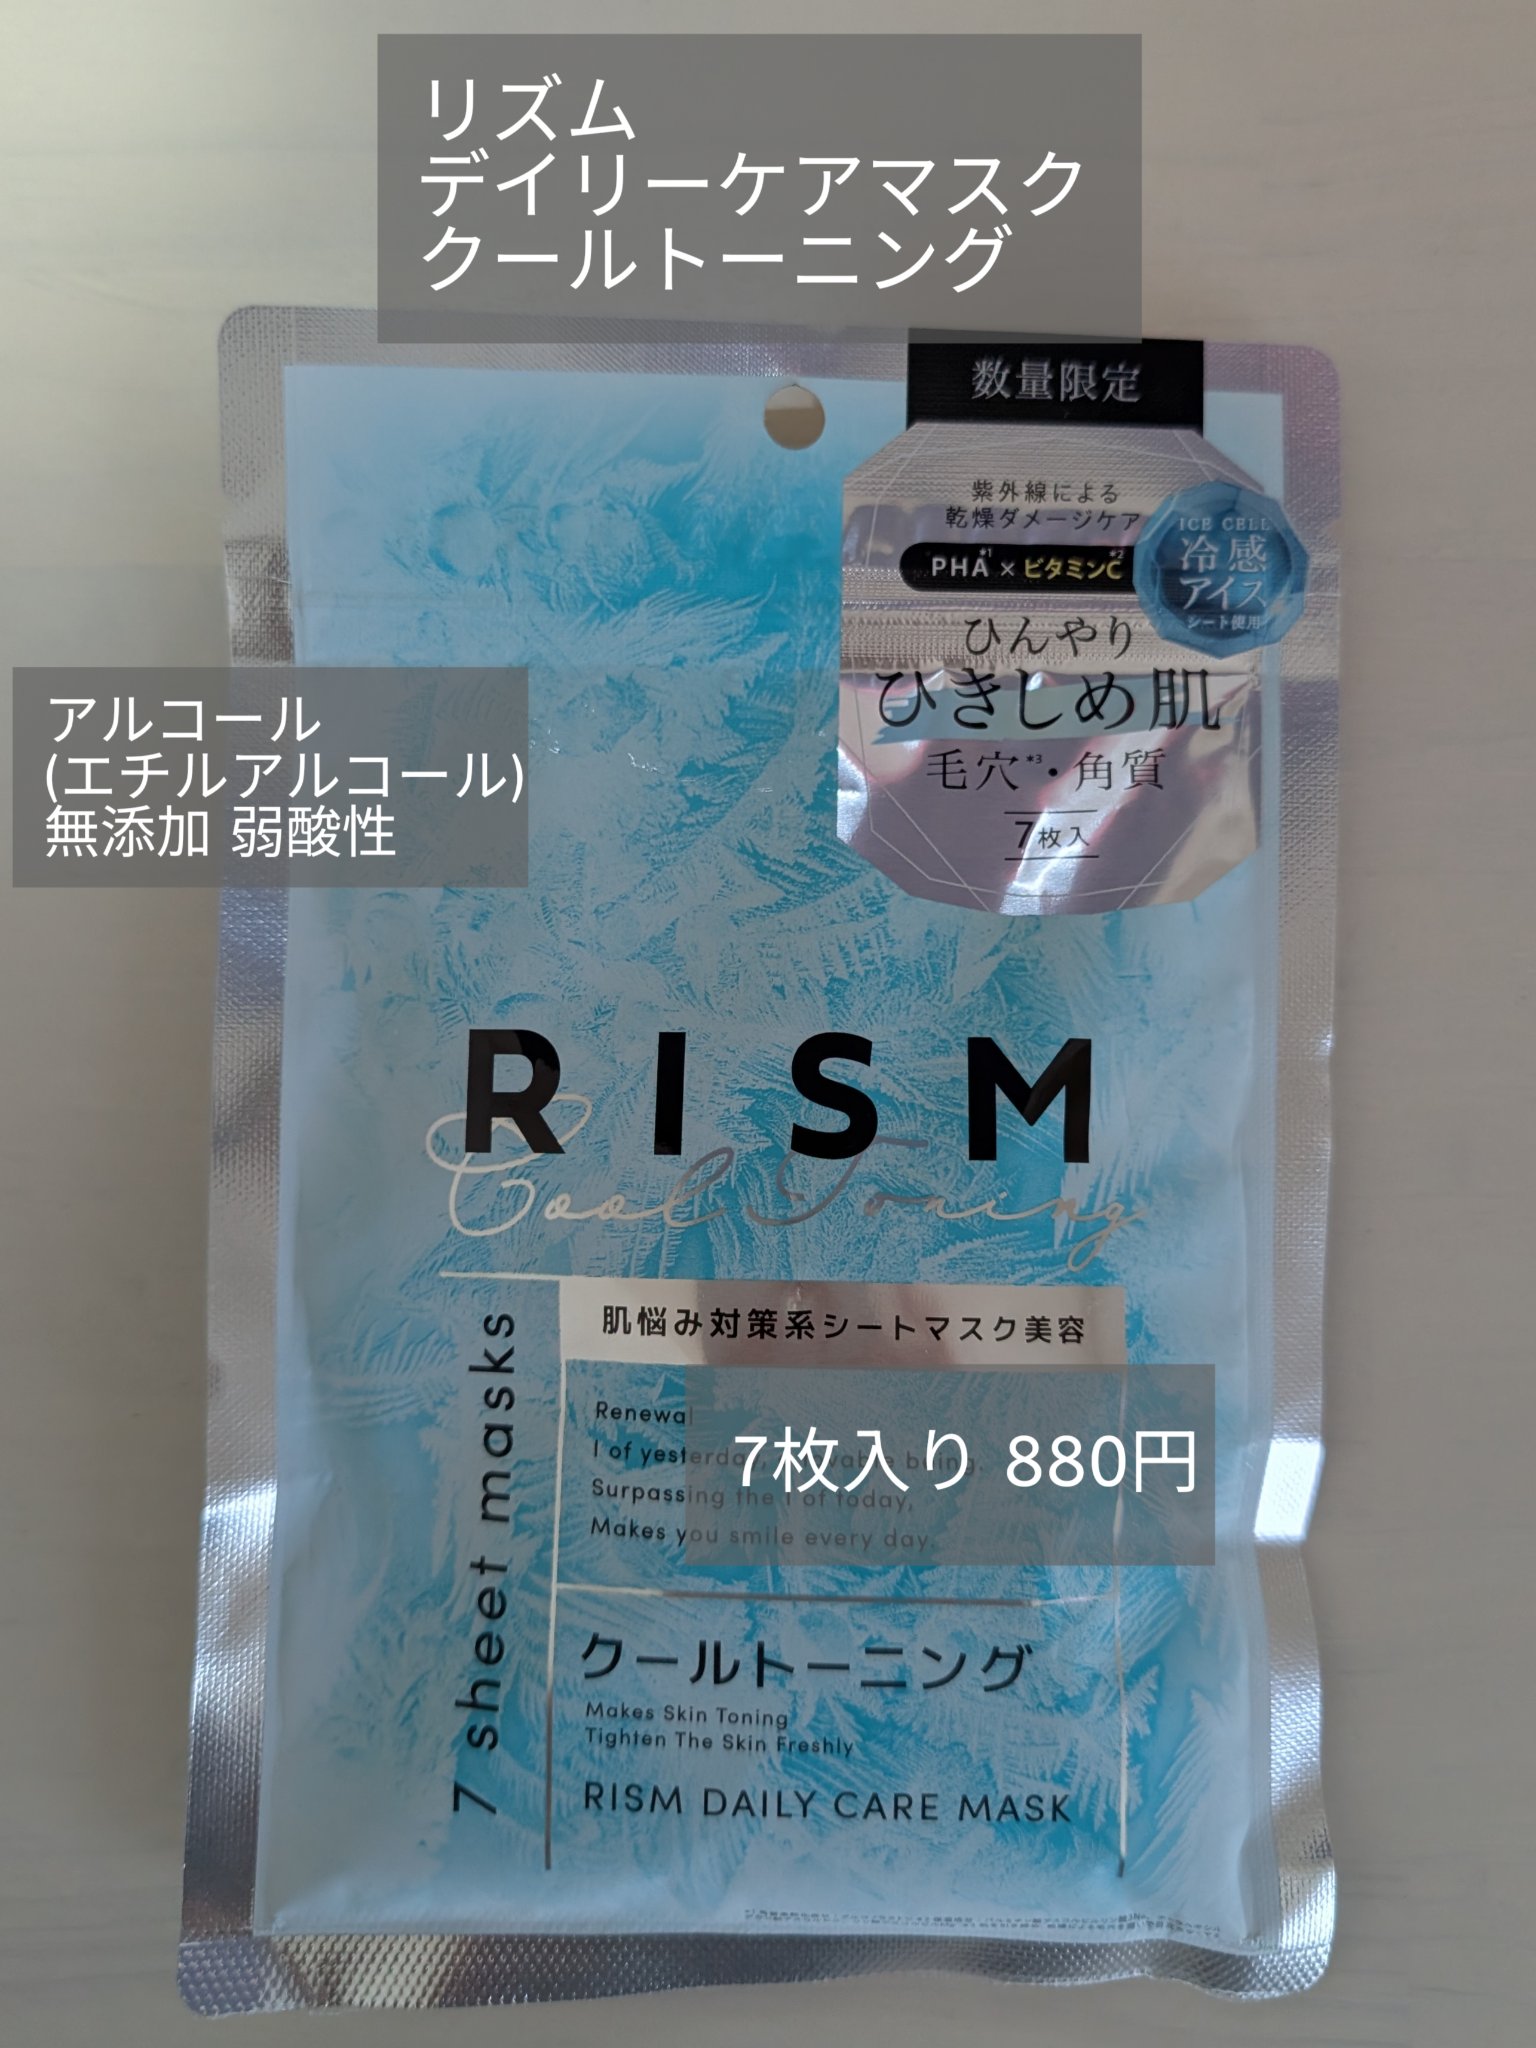 リズム
デイリーケアマスク
クールトーニング
数量限定
紫外線による
乾燥ダメージケア
PHA*1 × ビタミンC*2
ICE CELL
冷感
アイス
シート使用
ひんやり
ひきしめ肌
毛穴*3・角質
7枚入
アルコール
(エチルアルコール)
無添加 弱酸性
RISM
Cool Toning
肌悩み対策系シートマスク美容
7 sheet masks
Renewal
I of yesterday, lovable being.
Surpassing the I of today,
Makes you smile every day.
7枚入り 880円
クールトーニング
Makes Skin Toning
Tighten The Skin Freshly
RISM DAILY CARE MASK